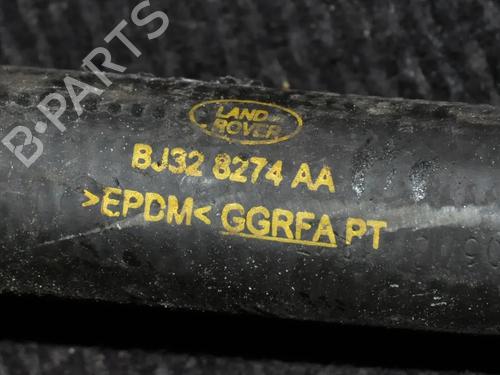 B-PARTS
LAND
ROVER
BJ32 8274 AA
>EPDM< GGRFA PT